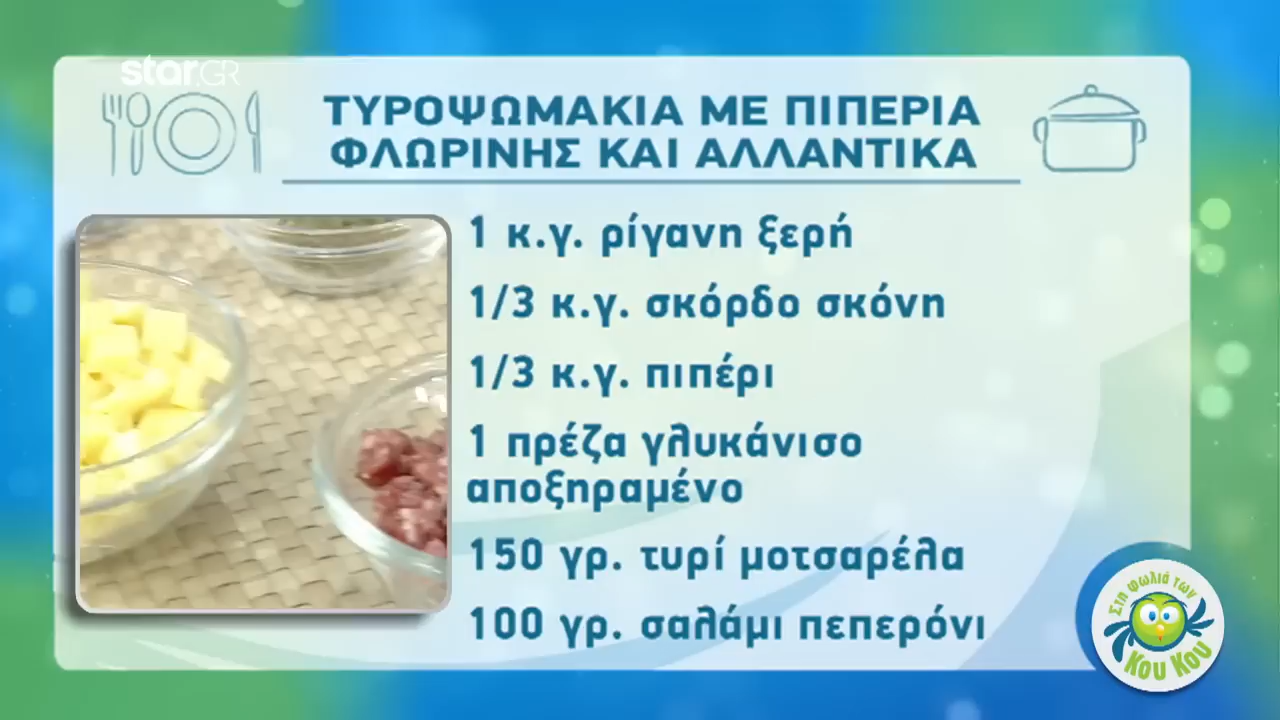 star.GR
ΤΥΡΟΨΩΜΑΚΙΑ ΜΕ ΠΙΠΕΡΙΑ
ΦΛΩΡΙΝΗΣ ΚΑΙ ΑΛΛΑΝΤΙΚΑ
1 κ.γ. ρίγανη ξερή
1/3 κ.γ. σκόρδο σκόνη
1/3 κ.γ. πιπέρι
1 πρέζα γλυκάνισο
αποξηραμένο
150 γρ. τυρί μοτσαρέλα
100 γρ. σαλάμι πεπερόνι
Στη φωλιά των
Κου Κου